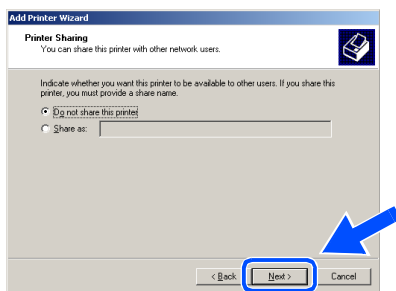 Add Printer Wizard
Printer Sharing
You can share this printer with other network users.
Indicate whether you want this printer to be available to other users. If you share this
printer, you must provide a share name.
Do not share this printer
Share as:
< Back Next > Cancel